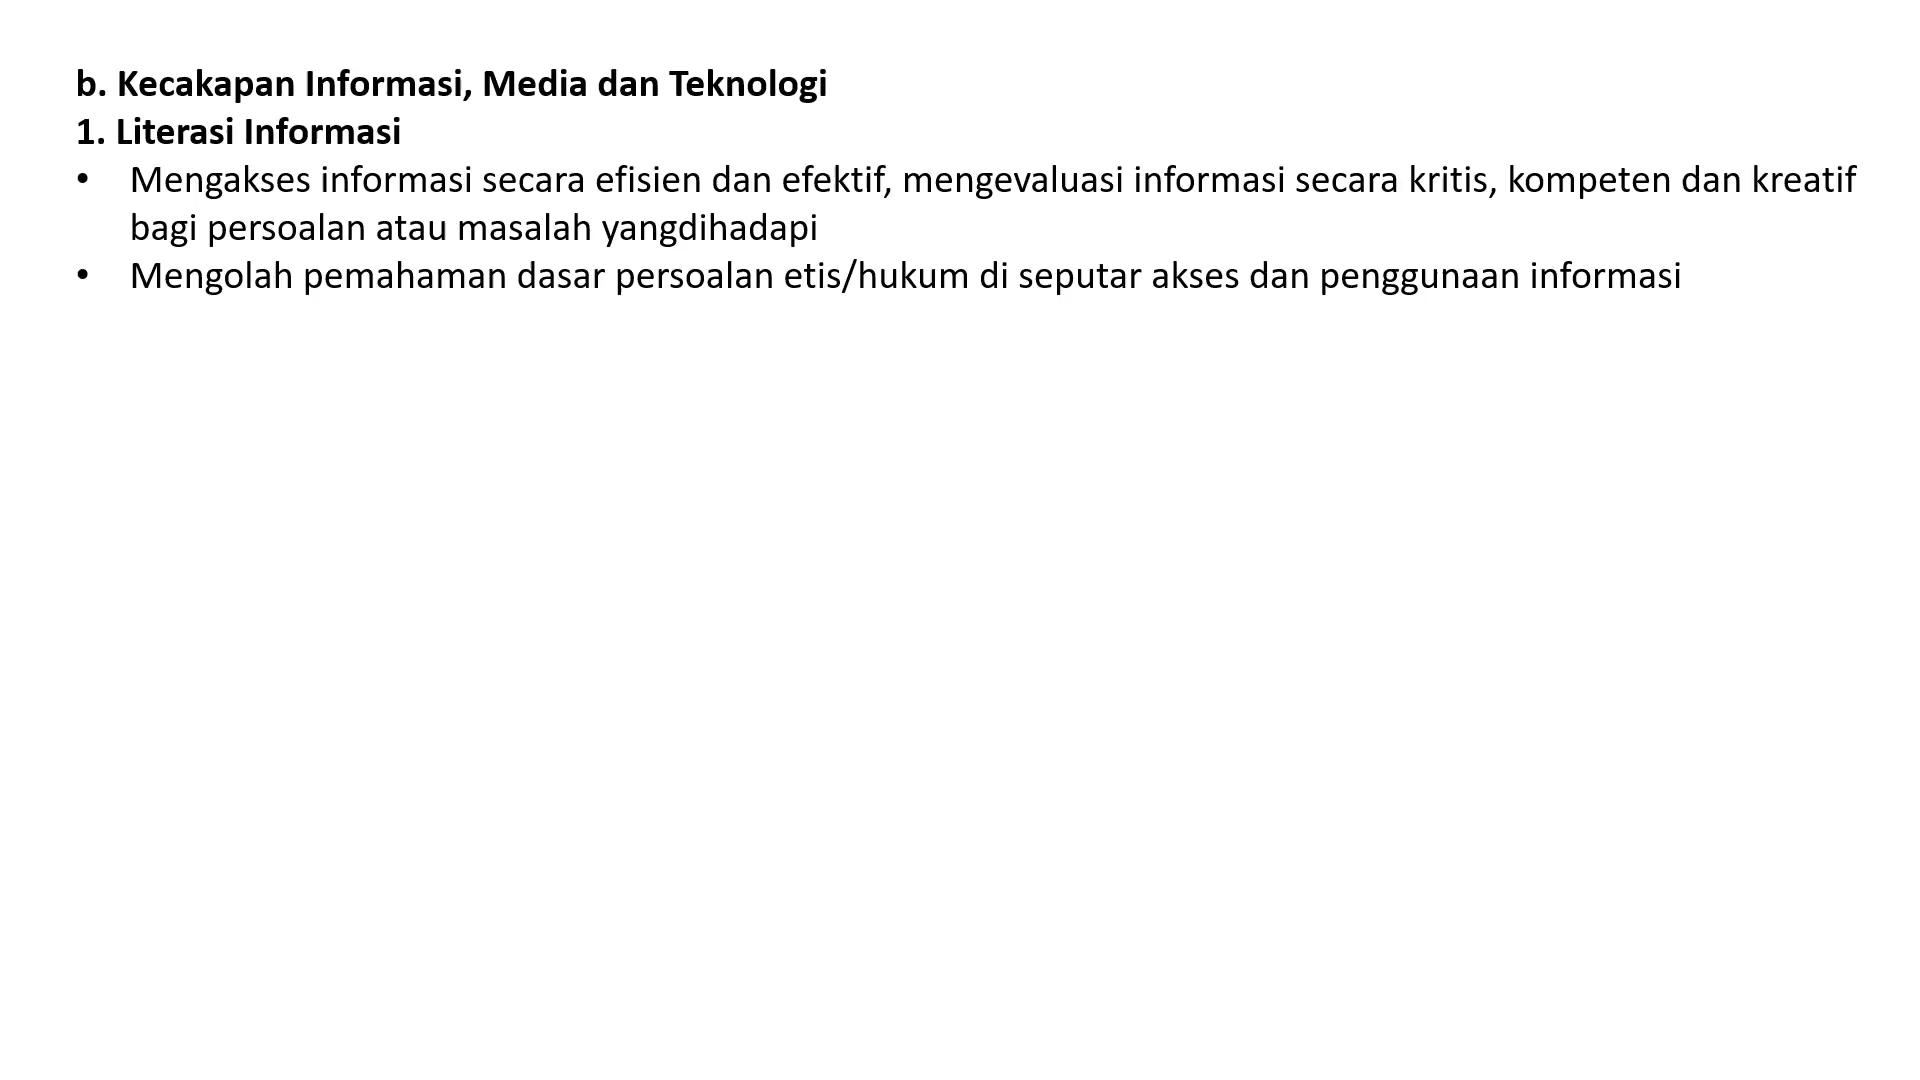 b. Kecakapan Informasi, Media dan Teknologi
1. Literasi Informasi
• Mengakses informasi secara efisien dan efektif, mengevaluasi informasi secara kritis, kompeten dan kreatif
bagi persoalan atau masalah yangdihadapi
• Mengolah pemahaman dasar persoalan etis/hukum di seputar akses dan penggunaan informasi